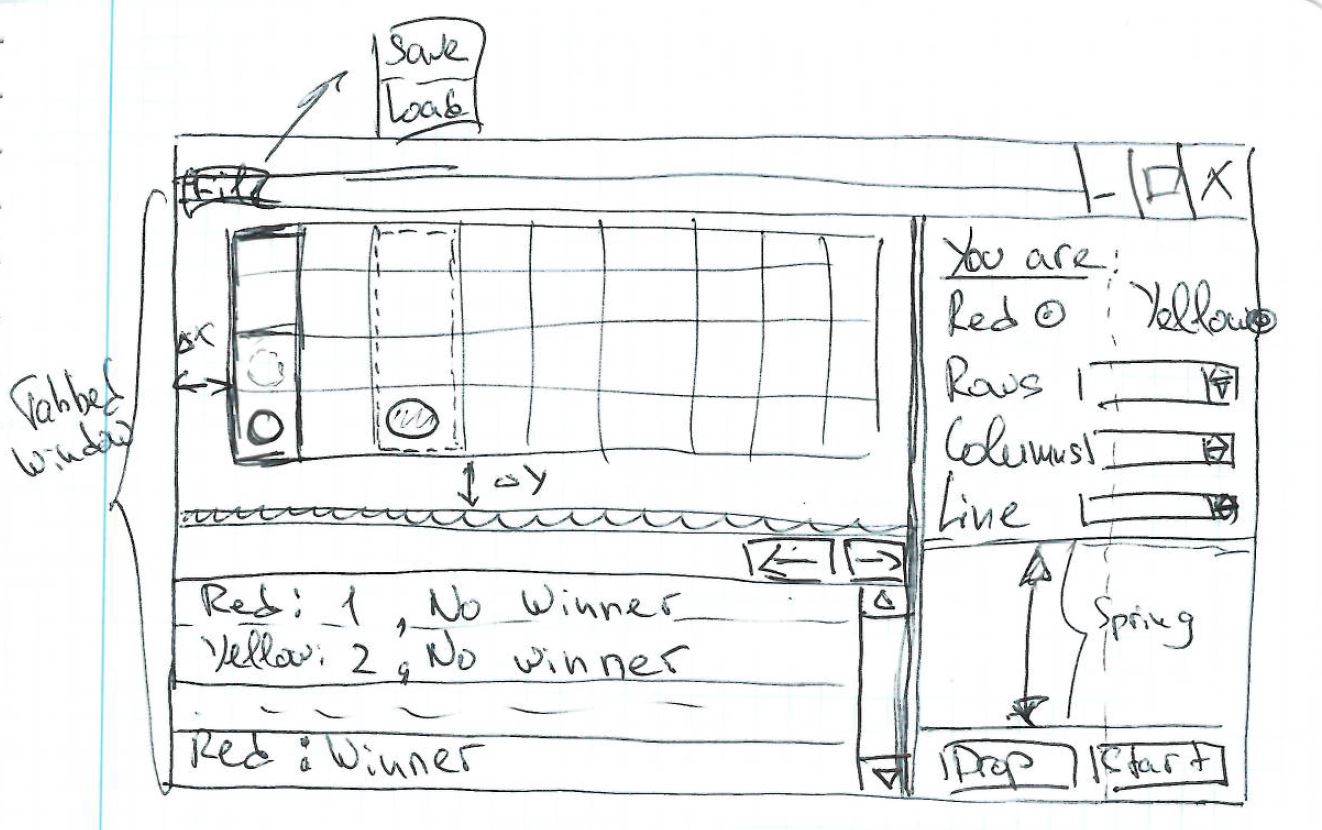 Save
Load
File
X
You are:
Red Yellow
ΔX
Rows
Tabbed
window
Columns
ΔY
Line
Red: 1, No Winner
Spring
Yellow: 2, No winner
Red: Winner
Drop Start